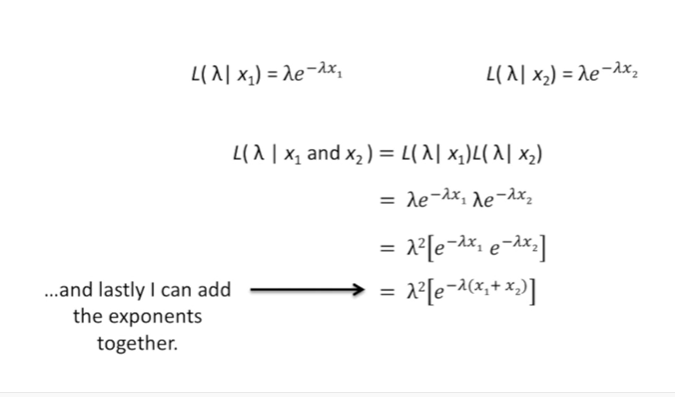 L(λ| x₁) = λe⁻ᶫˣ₁ L(λ| x₂) = λe^−λx₂
L(λ | x₁ and x₂) = L(λ| x₁)L(λ| x₂)
= λe^−λx₁ λe^−λx₂
= λ²[e^−λx₁ e^−λx₂]
...and lastly I can add = λ²[e^−λ(x₁+ x₂)]
the exponents
together.